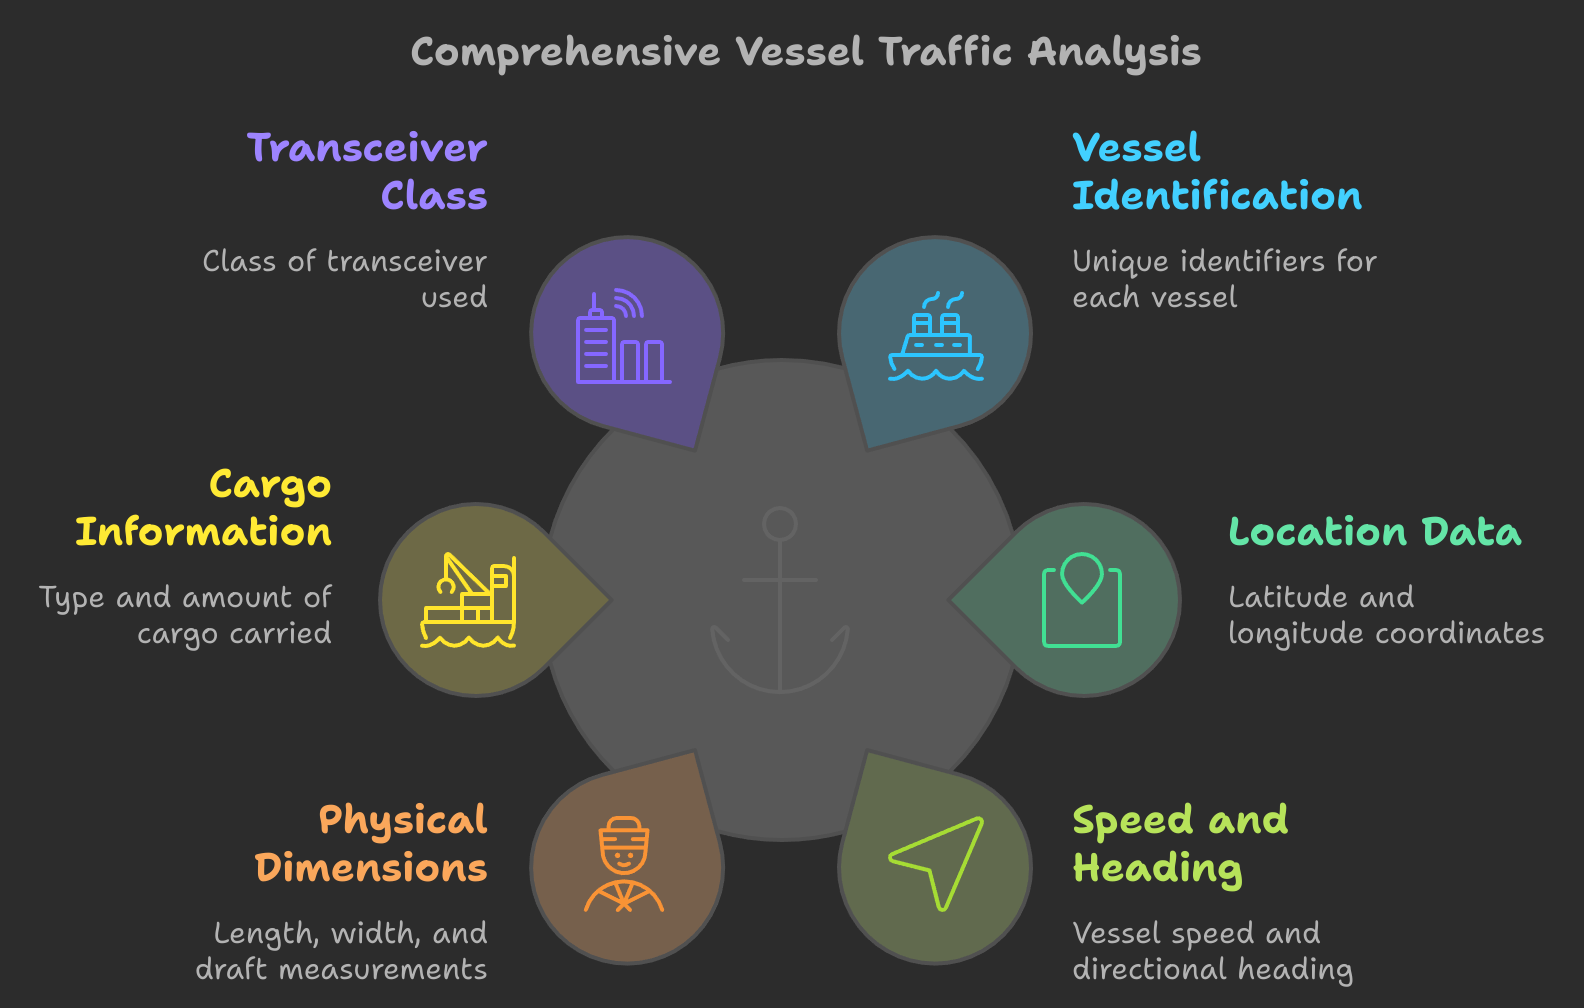 Comprehensive Vessel Traffic Analysis
Transceiver
Class
Class of transceiver
used
Vessel
Identification
Unique identifiers for
each vessel
Cargo
Information
Type and amount of
cargo carried
Location Data
Latitude and
longitude coordinates
Physical
Dimensions
Length, width, and
draft measurements
Speed and
Heading
Vessel speed and
directional heading